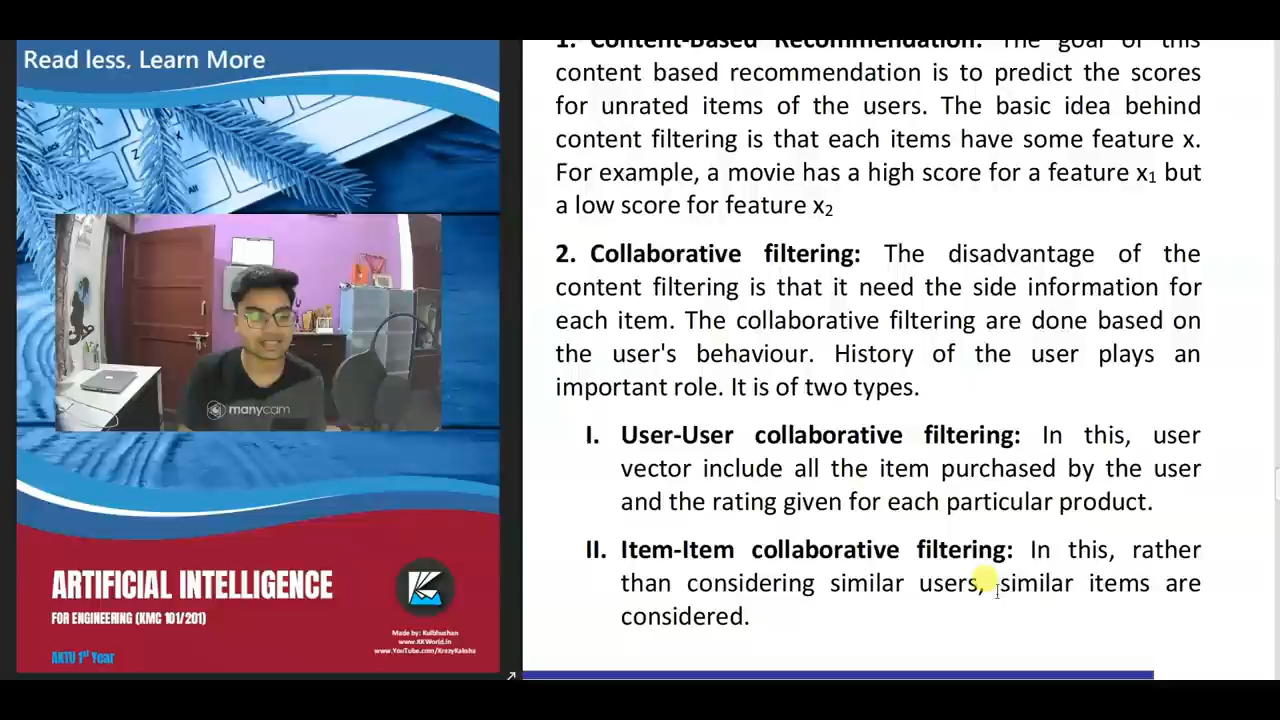 Read less. Learn More
manycam
ARTIFICIAL INTELLIGENCE
FOR ENGINEERING (KMC 101/201)
AKTU 1st Year
Made by: Kulbhushan
www.KKWorld.in
www.YouTube.com/KrazyKaksha
1. Content-Based Recommendation: The goal of this
content based recommendation is to predict the scores
for unrated items of the users. The basic idea behind
content filtering is that each items have some feature x.
For example, a movie has a high score for a feature x1 but
a low score for feature x2
2. Collaborative filtering: The disadvantage of the
content filtering is that it need the side information for
each item. The collaborative filtering are done based on
the user's behaviour. History of the user plays an
important role. It is of two types.
I. User-User collaborative filtering: In this, user
vector include all the item purchased by the user
and the rating given for each particular product.
II. Item-Item collaborative filtering: In this, rather
than considering similar users, similar items are
considered.